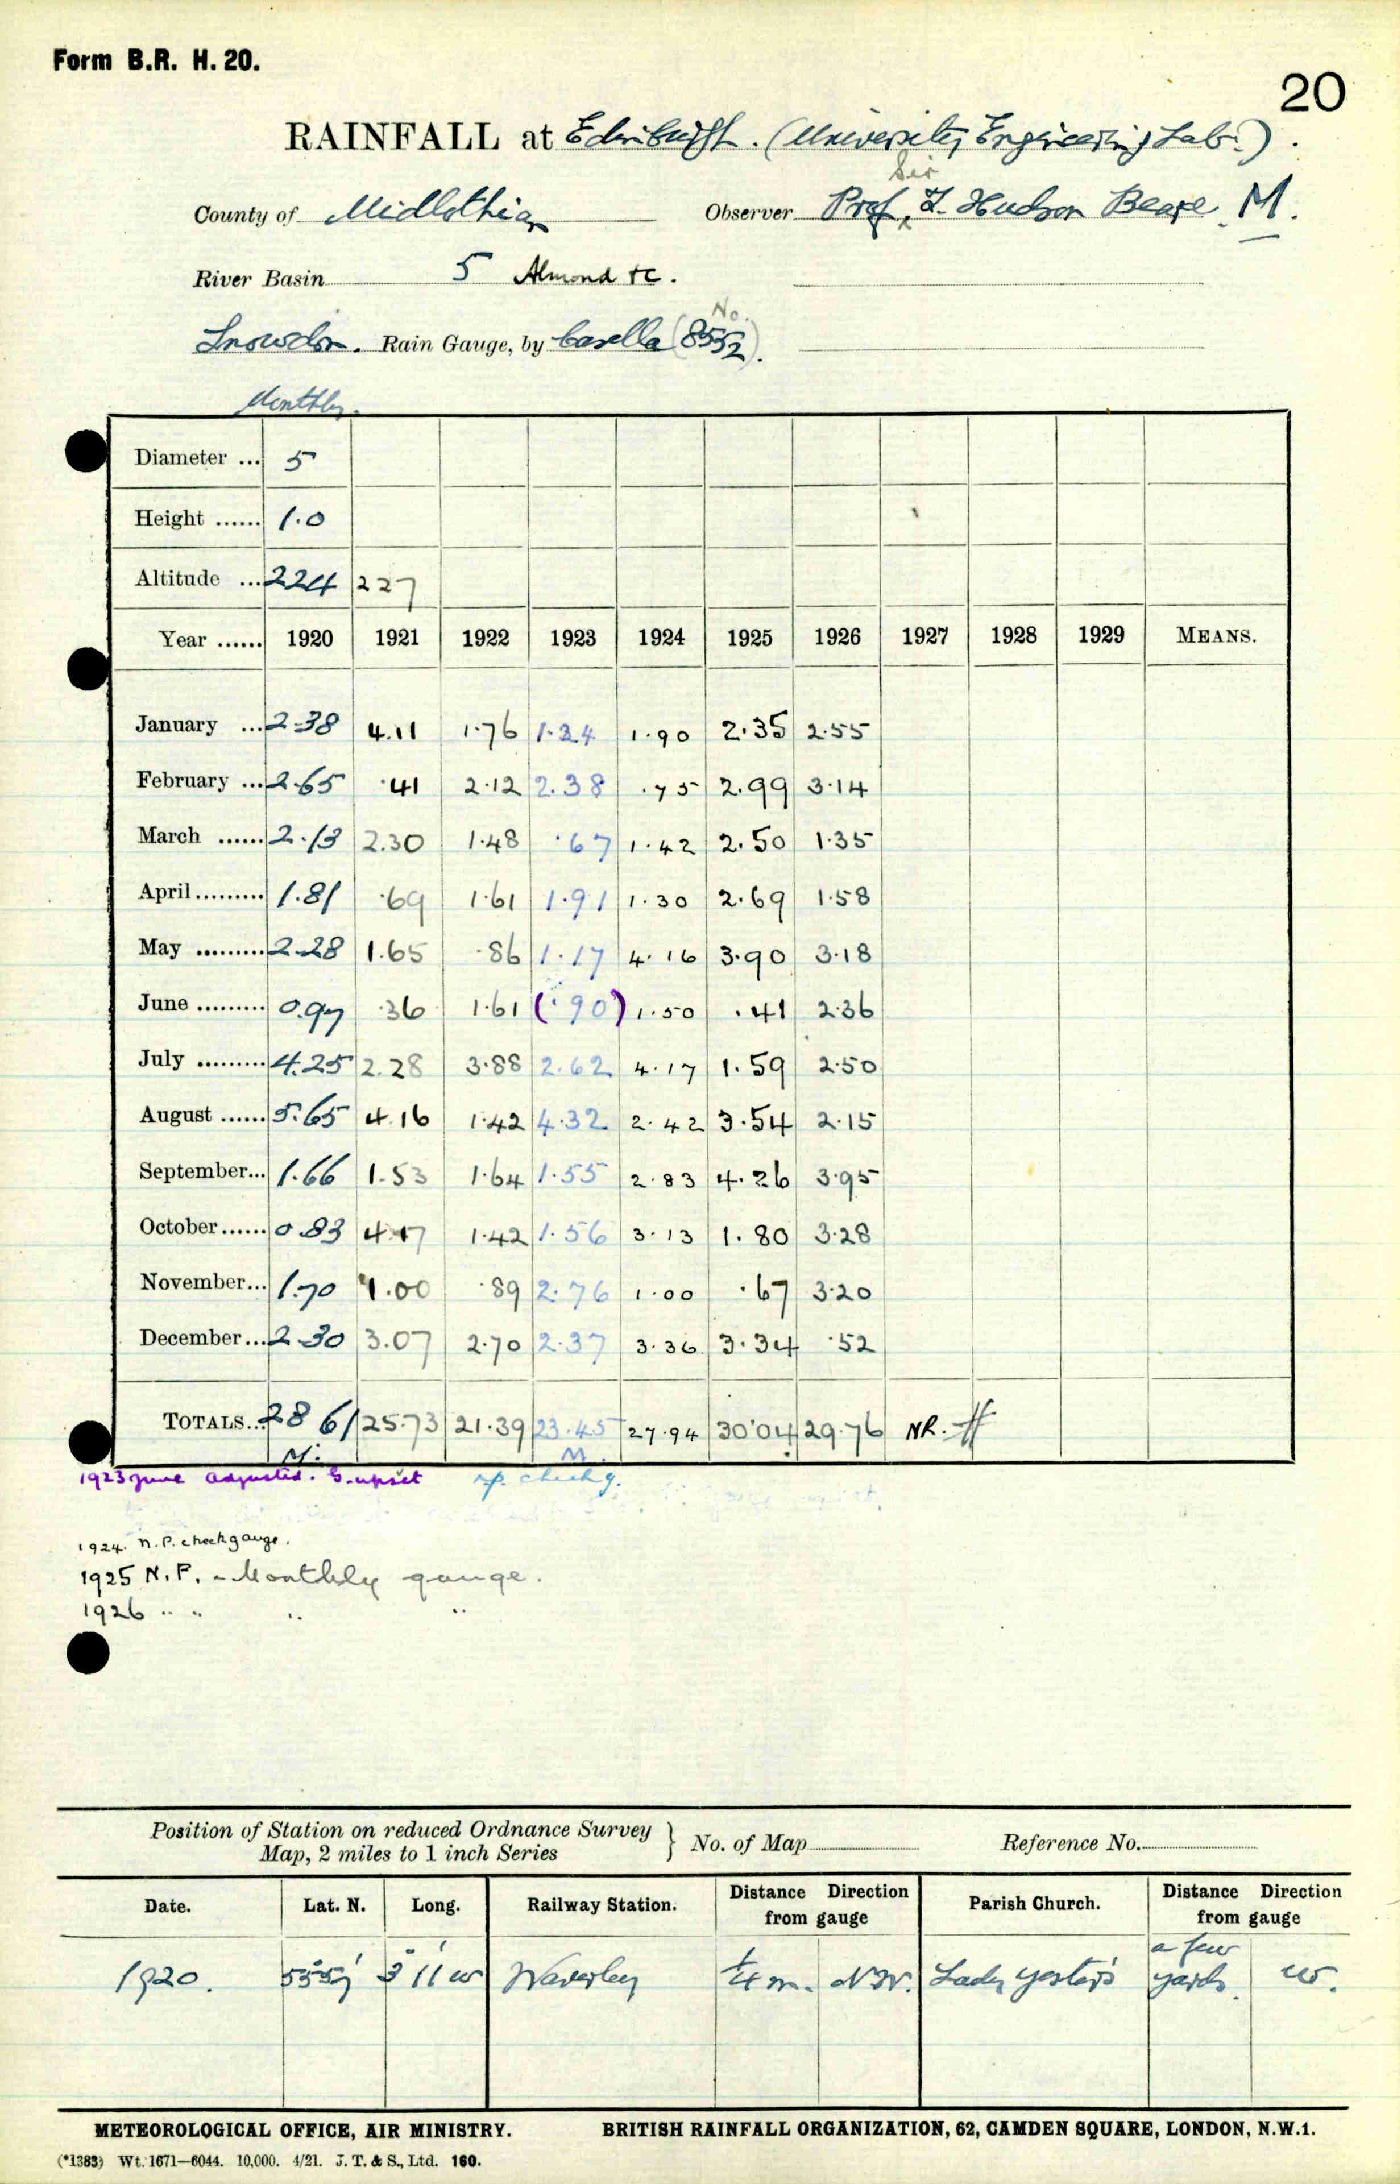 Form B.R. H. 20.
20
RAINFALL at Edinburgh. (University Engineering Lab.).
Sir
County of Midlothian Observer Prof. T. Hudson Beare. M.
River Basin 5 Almond &c.
No.
Snowdon. Rain Gauge, by Casella (8552).
Monthly.
Diameter ... 5
Height ...... 1.0
Altitude ... 224 227
Year ...... 1920 1921 1922 1923 1924 1925 1926 1927 1928 1929 MEANS.
January ... 2.38 4.11 1.76 1.24 1.90 2.35 2.55
February ... 2.65 .41 2.12 2.38 .75 2.99 3.14
March ...... 2.13 2.30 1.48 .67 1.42 2.50 1.35
April ......... 1.81 .69 1.61 1.91 1.30 2.69 1.58
May ......... 2.28 1.65 .86 1.17 4.16 3.90 3.18
June ......... 0.97 .36 1.61 (.90) 1.50 .41 2.36
July ......... 4.25 2.28 3.88 2.62 4.17 1.59 2.50
August ...... 5.65 4.16 1.42 4.32 2.42 3.54 2.15
September... 1.66 1.53 1.64 1.55 2.83 4.26 3.95
October ...... 0.83 4.17 1.42 1.56 3.13 1.80 3.28
November... 1.70 1.00 .89 2.76 1.00 .67 3.20
December... 2.30 3.07 2.70 2.37 3.36 3.34 .52
TOTALS... 28.61 25.73 21.39 23.45 27.94 30.04 29.76 NR.
M. M.
1923 June adjusted. G. upset n.p. check g.
1924. N.P. check gauge.
1925 N.P. - Monthly gauge.
1926 " " " "
Position of Station on reduced Ordnance Survey
Map, 2 miles to 1 inch Series } No. of Map Reference No.
Date. Lat. N. Long. Railway Station. Distance Direction from gauge Parish Church. Distance Direction from gauge
1920. 55°57' 3°11'W Waverley 1/4 m. NW. Lady Yester's a few yards. W.
METEOROLOGICAL OFFICE, AIR MINISTRY. BRITISH RAINFALL ORGANIZATION, 62, CAMDEN SQUARE, LONDON, N.W.1.
(*1383) Wt. 1671—6044. 10,000. 4/21. J. T. & S., Ltd. 160.